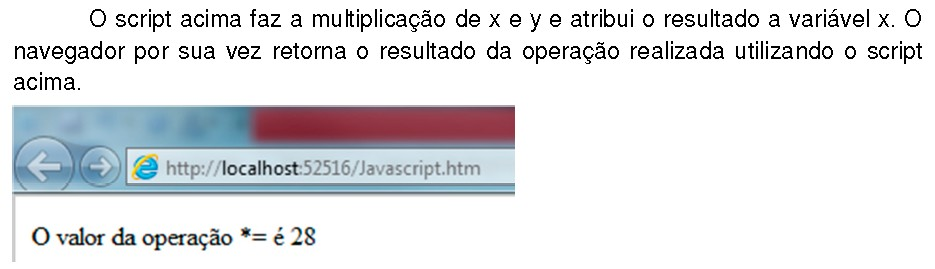 O script acima faz a multiplicação de x e y e atribui o resultado a variável x. O
navegador por sua vez retorna o resultado da operação realizada utilizando o script
acima.
http://localhost:52516/Javascript.htm
O valor da operação *= é 28